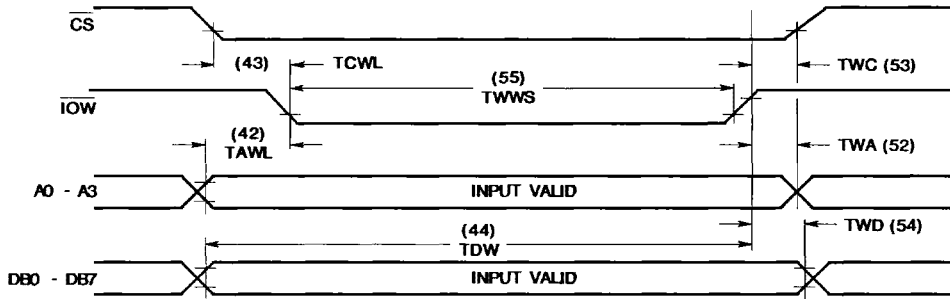 CS
(43) TCWL TWC (53)
(55)
IOW TWWS
(42)
TAWL TWA (52)
A0 - A3 INPUT VALID
(44) TWD (54)
TDW
DB0 - DB7 INPUT VALID